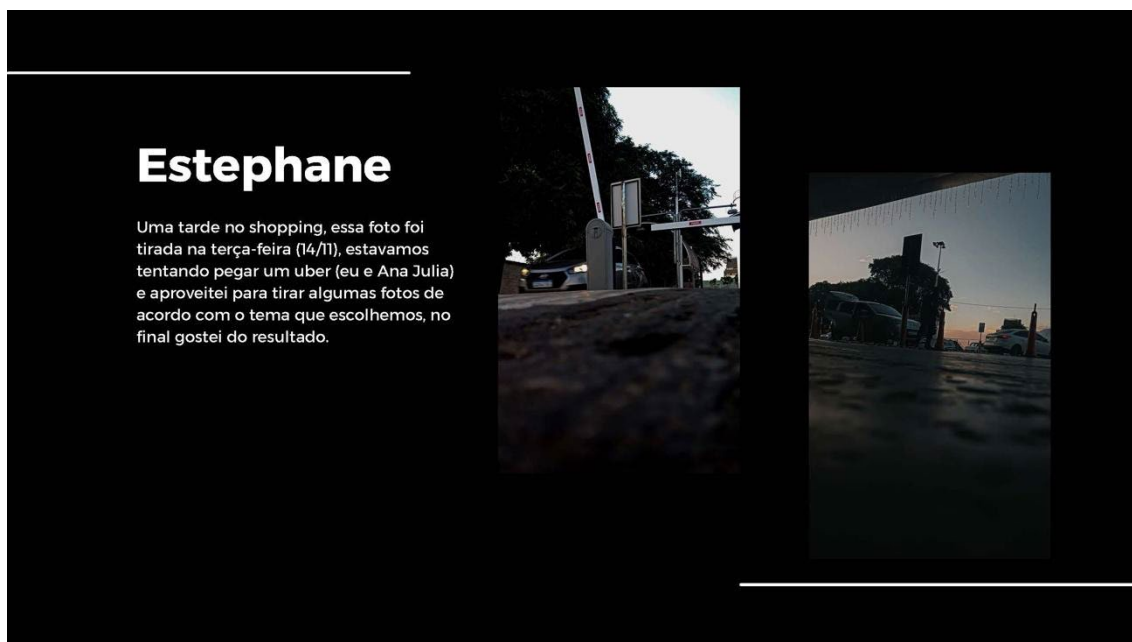 Estephane
Uma tarde no shopping, essa foto foi
tirada na terça-feira (14/11), estavamos
tentando pegar um uber (eu e Ana Julia)
e aproveitei para tirar algumas fotos de
acordo com o tema que escolhemos, no
final gostei do resultado.